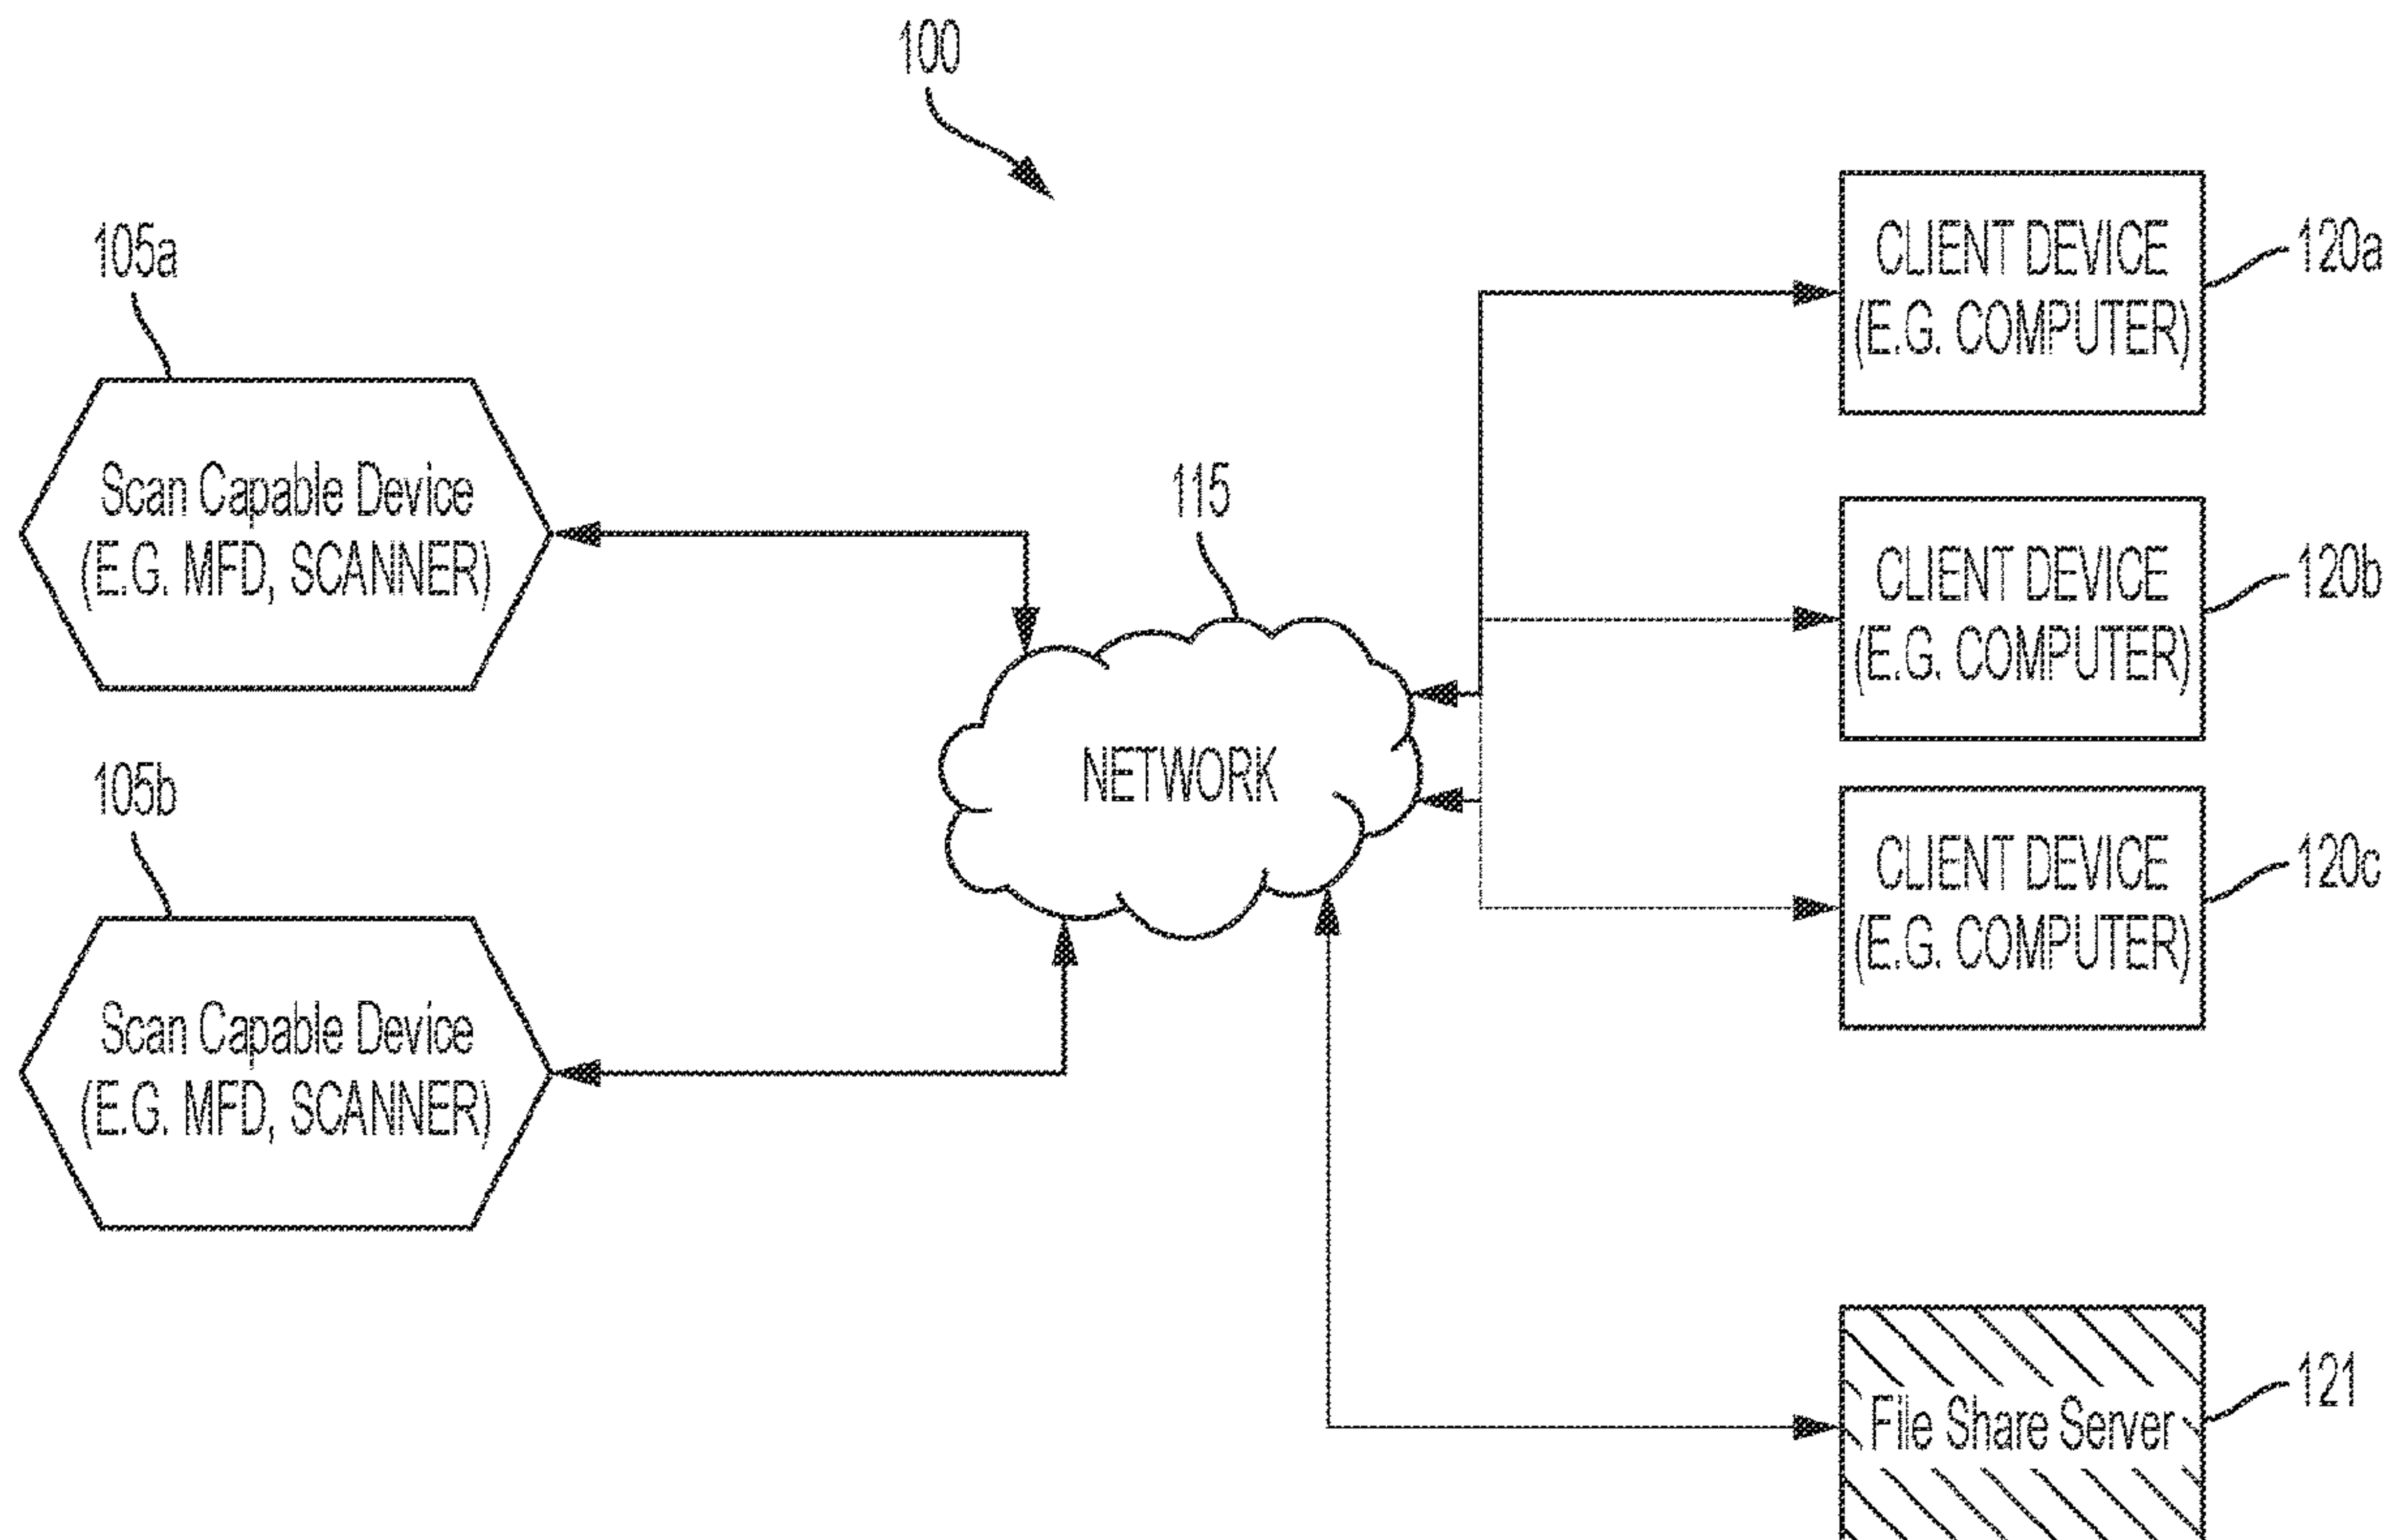 100
105a
Scan Capable Device
(E.G. MFD, SCANNER)
105b
Scan Capable Device
(E.G. MFD, SCANNER)
115
NETWORK
CLIENT DEVICE
(E.G. COMPUTER)
120a
CLIENT DEVICE
(E.G. COMPUTER)
120b
CLIENT DEVICE
(E.G. COMPUTER)
120c
File Share Server
121